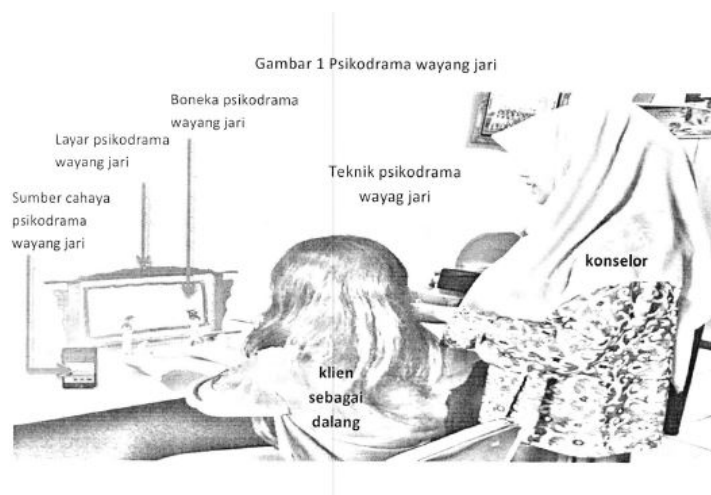 Gambar 1 Psikodrama wayang jari
Boneka psikodrama
wayang jari
Layar psikodrama
wayang jari
Sumber cahaya
psikodrama
wayang jari
Teknik psikodrama
wayag jari
konselor
klien
sebagai
dalang